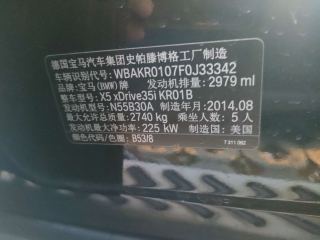 德国宝马汽车集团史帕滕博格工厂制造
车辆识别代号: WBAKR0107F0J33342
品牌: 宝马(BMW)牌 发动机排量: 2979 ml
整车型号: X5 xDrive35i KR01B
发动机型号: N55B30A 制造年月: 2014.08
最大允许总质量: 2740 kg 乘坐人数: 5 人
发动机最大净功率: 225 kW 制造国: 美国
颜色代码/色圈: B53/8
7 311 092